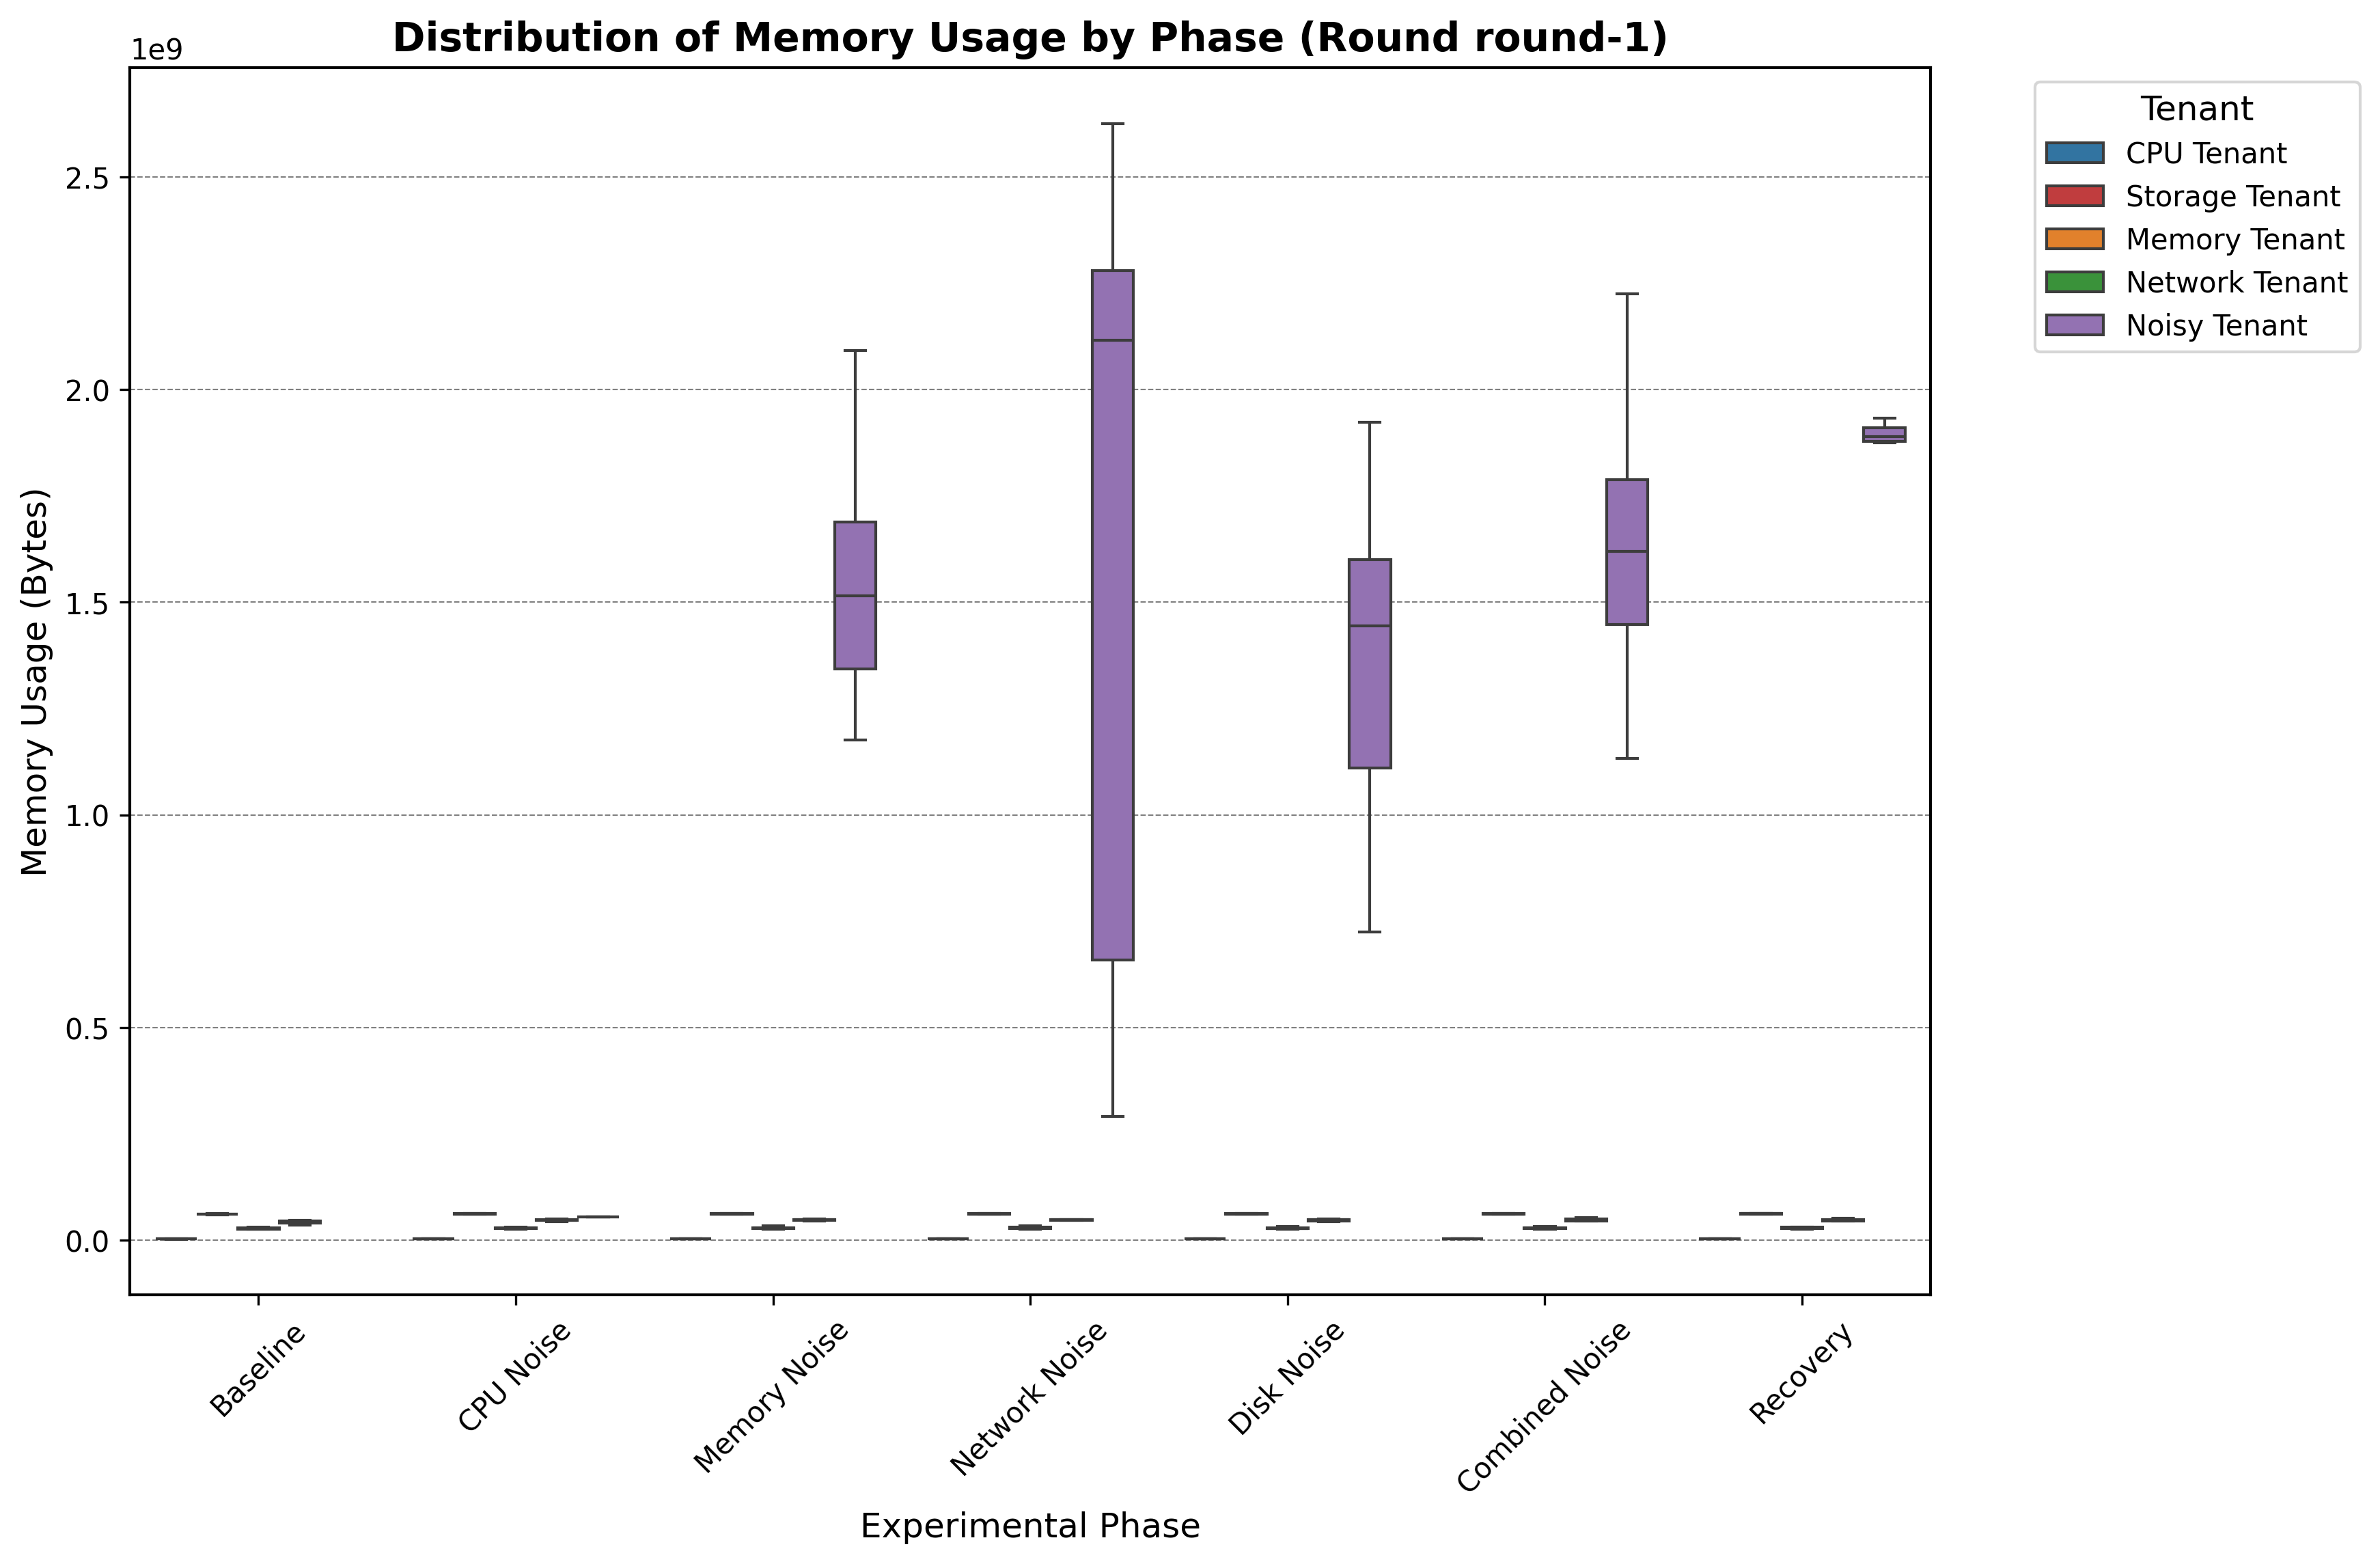 Distribution of Memory Usage by Phase (Round round-1)
1e9
2.5
2.0
1.5
1.0
0.5
0.0
Memory Usage (Bytes)
Baseline
CPU Noise
Memory Noise
Network Noise
Disk Noise
Combined Noise
Recovery
Experimental Phase
Tenant
CPU Tenant
Storage Tenant
Memory Tenant
Network Tenant
Noisy Tenant